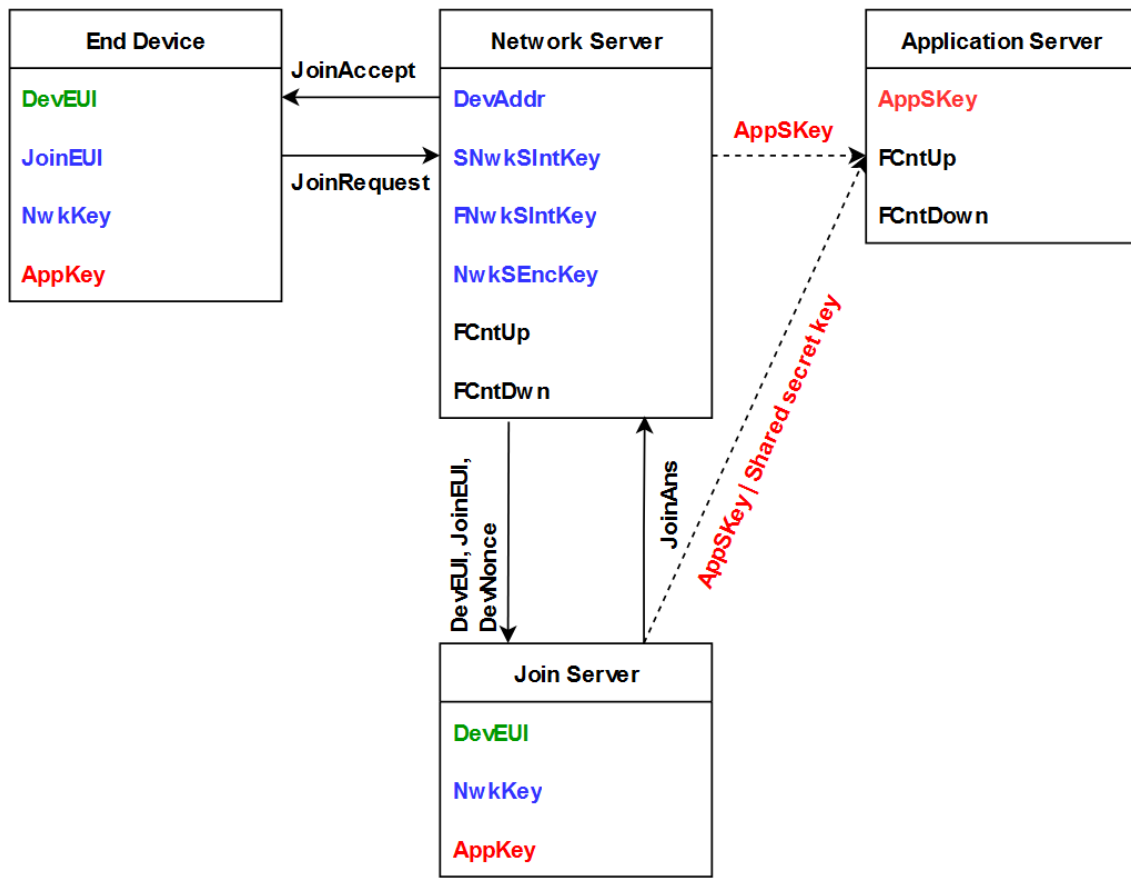 End Device
DevEUI
JoinEUI
NwkKey
AppKey
JoinAccept
JoinRequest
Network Server
DevAddr
SNwkSIntKey
FNwkSIntKey
NwkSEncKey
FCntUp
FCntDwn
AppSKey
Application Server
AppSKey
FCntUp
FCntDown
DevEUI, JoinEUI,
DevNonce
JoinAns
AppSKey | Shared secret key
Join Server
DevEUI
NwkKey
AppKey